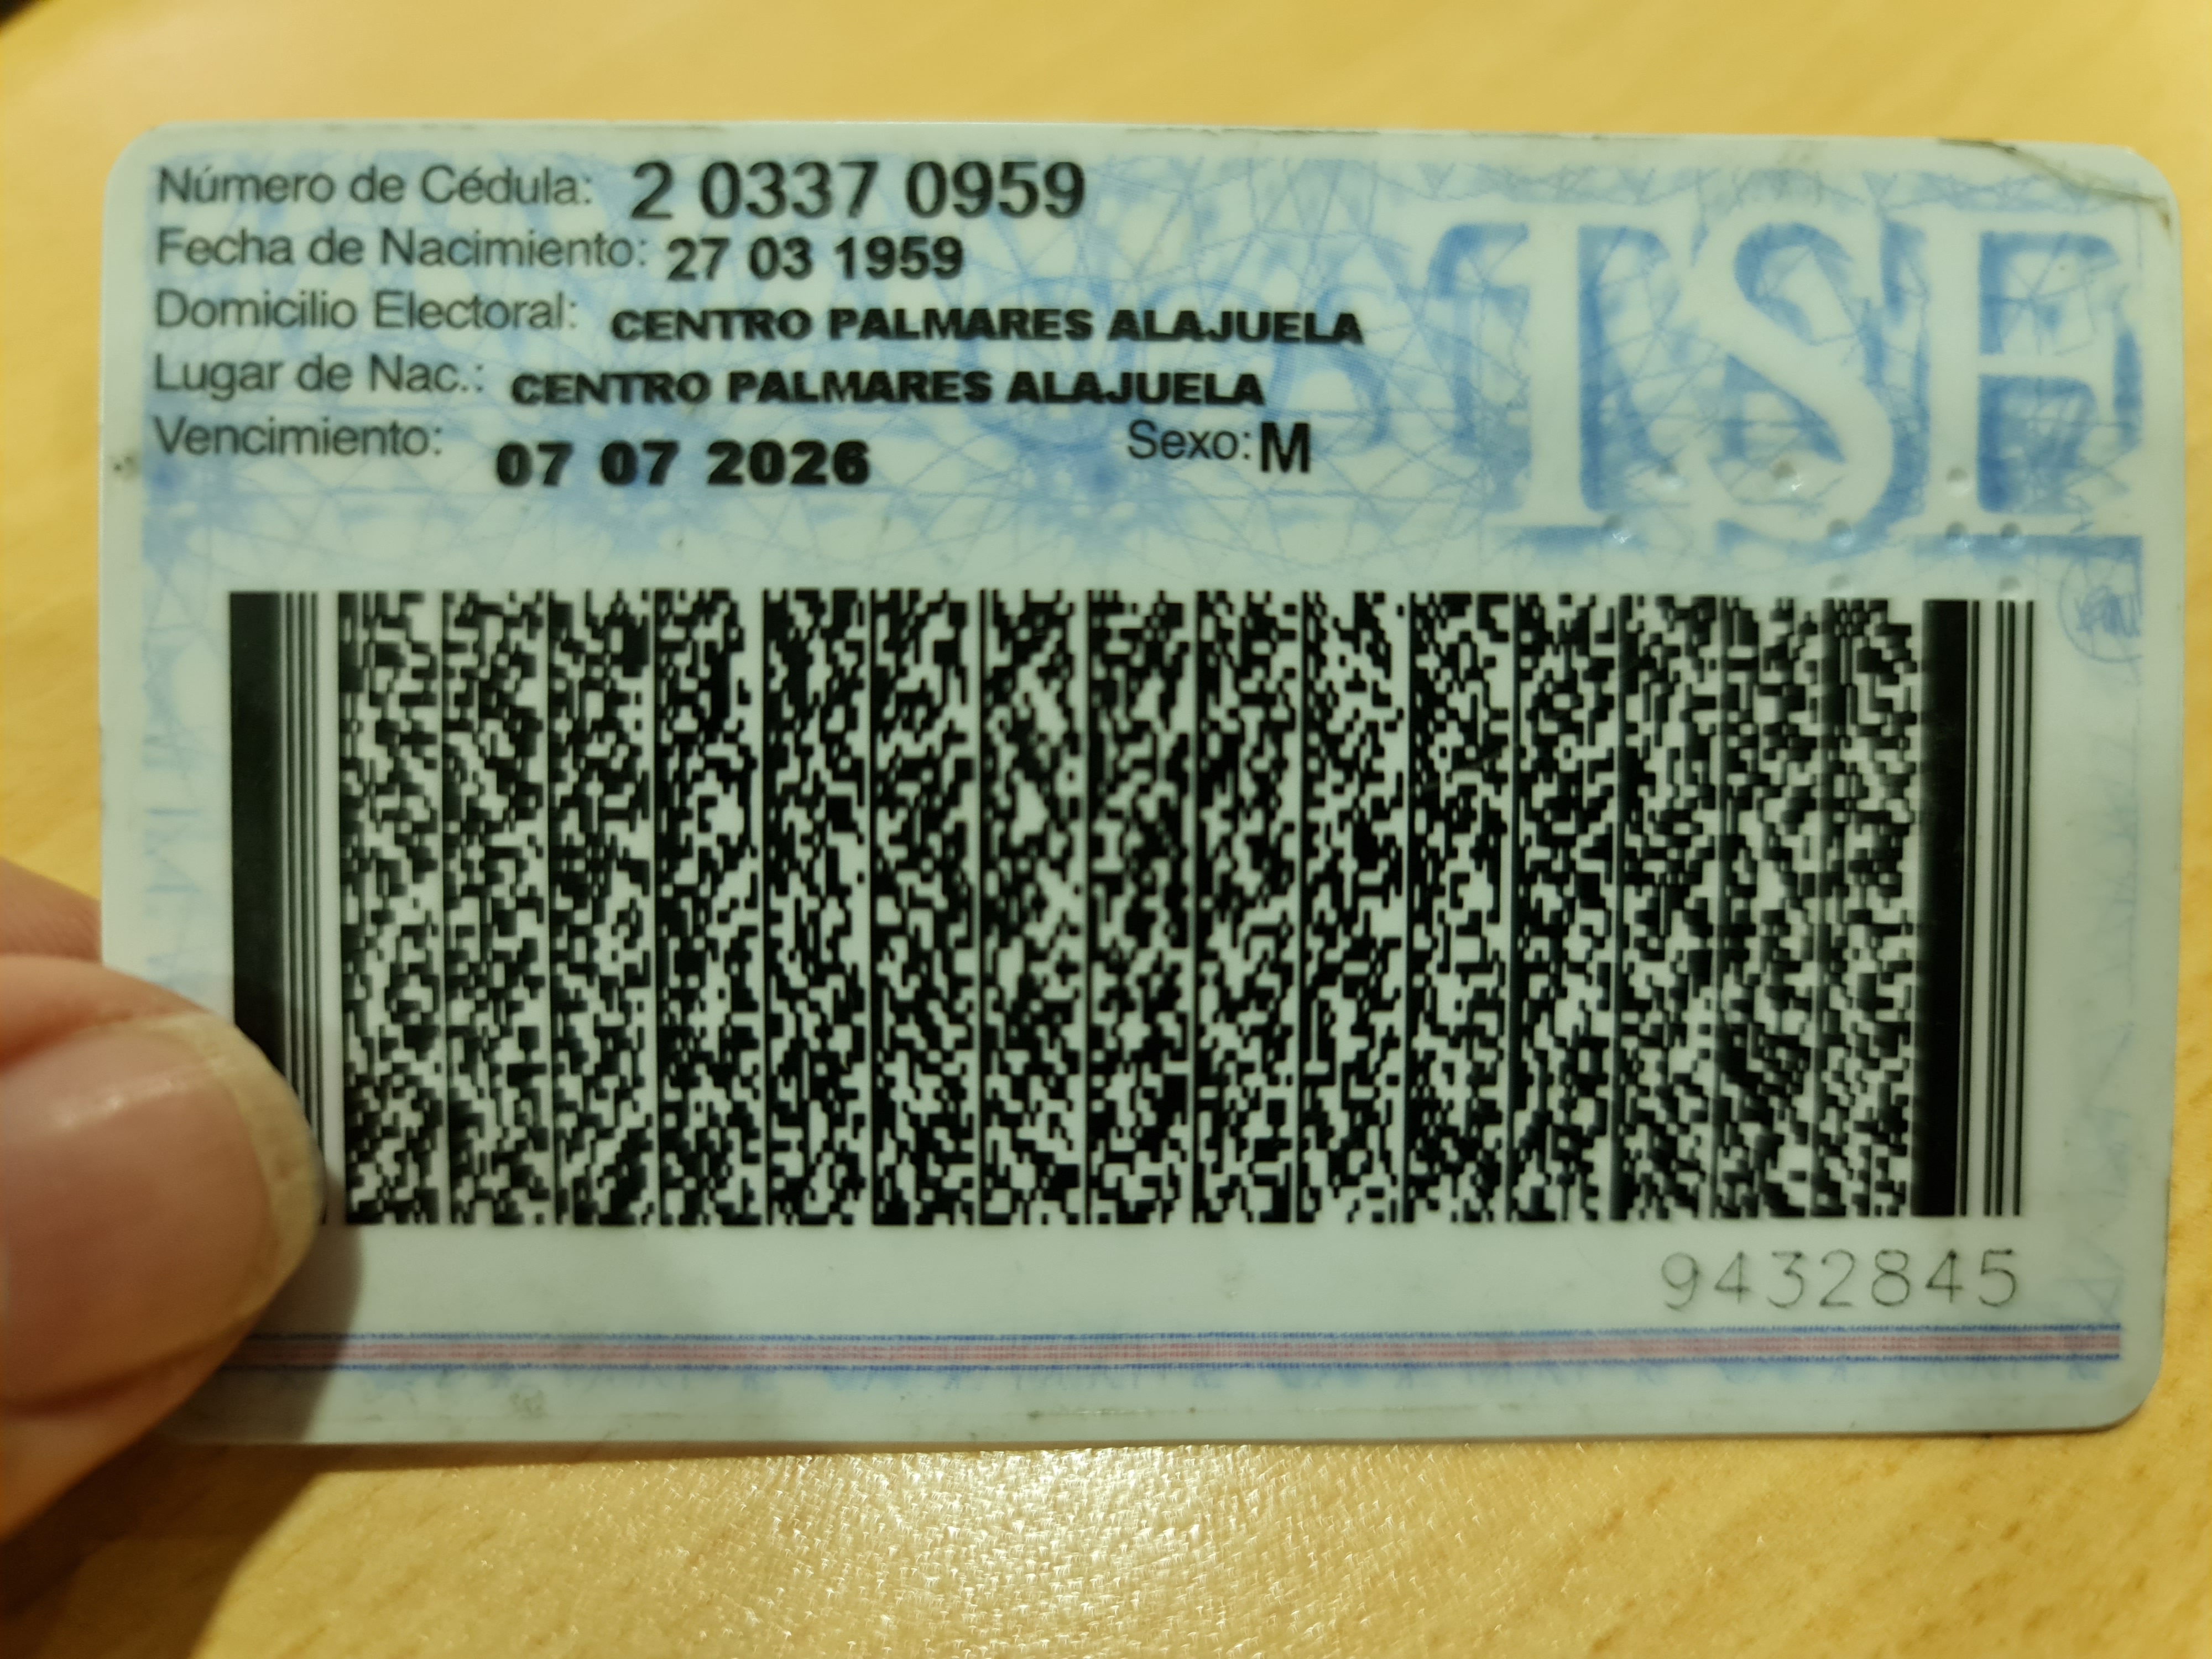 Número de Cédula: 2 0337 0959
Fecha de Nacimiento: 27 03 1959
Domicilio Electoral: CENTRO PALMARES ALAJUELA
Lugar de Nac.: CENTRO PALMARES ALAJUELA
Vencimiento: 07 07 2026 Sexo: M
TSE
9432845